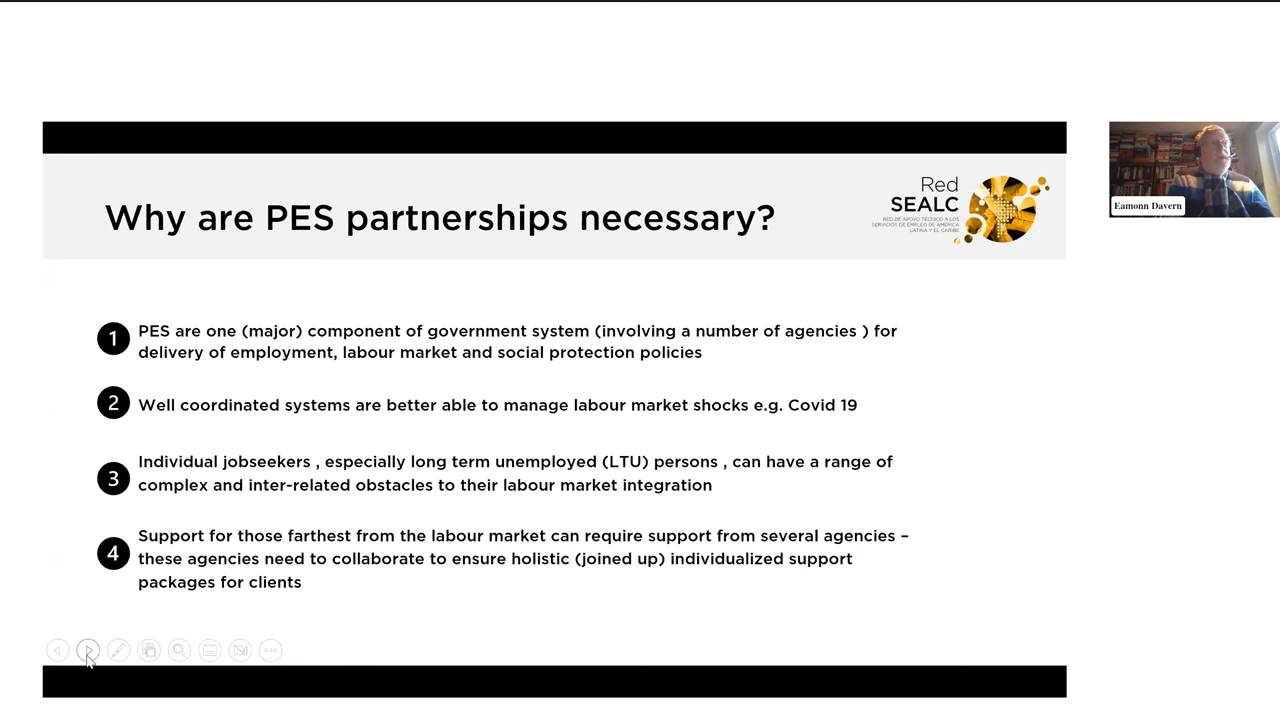 Why are PES partnerships necessary?
Red
SEALC
RED DE APOYO TÉCNICO A LOS
SERVICIOS DE EMPLEO DE AMÉRICA
LATINA Y EL CARIBE
Eamonn Davern
1 PES are one (major) component of government system (involving a number of agencies ) for
delivery of employment, labour market and social protection policies
2 Well coordinated systems are better able to manage labour market shocks e.g. Covid 19
3 Individual jobseekers , especially long term unemployed (LTU) persons , can have a range of
complex and inter-related obstacles to their labour market integration
4 Support for those farthest from the labour market can require support from several agencies –
these agencies need to collaborate to ensure holistic (joined up) individualized support
packages for clients